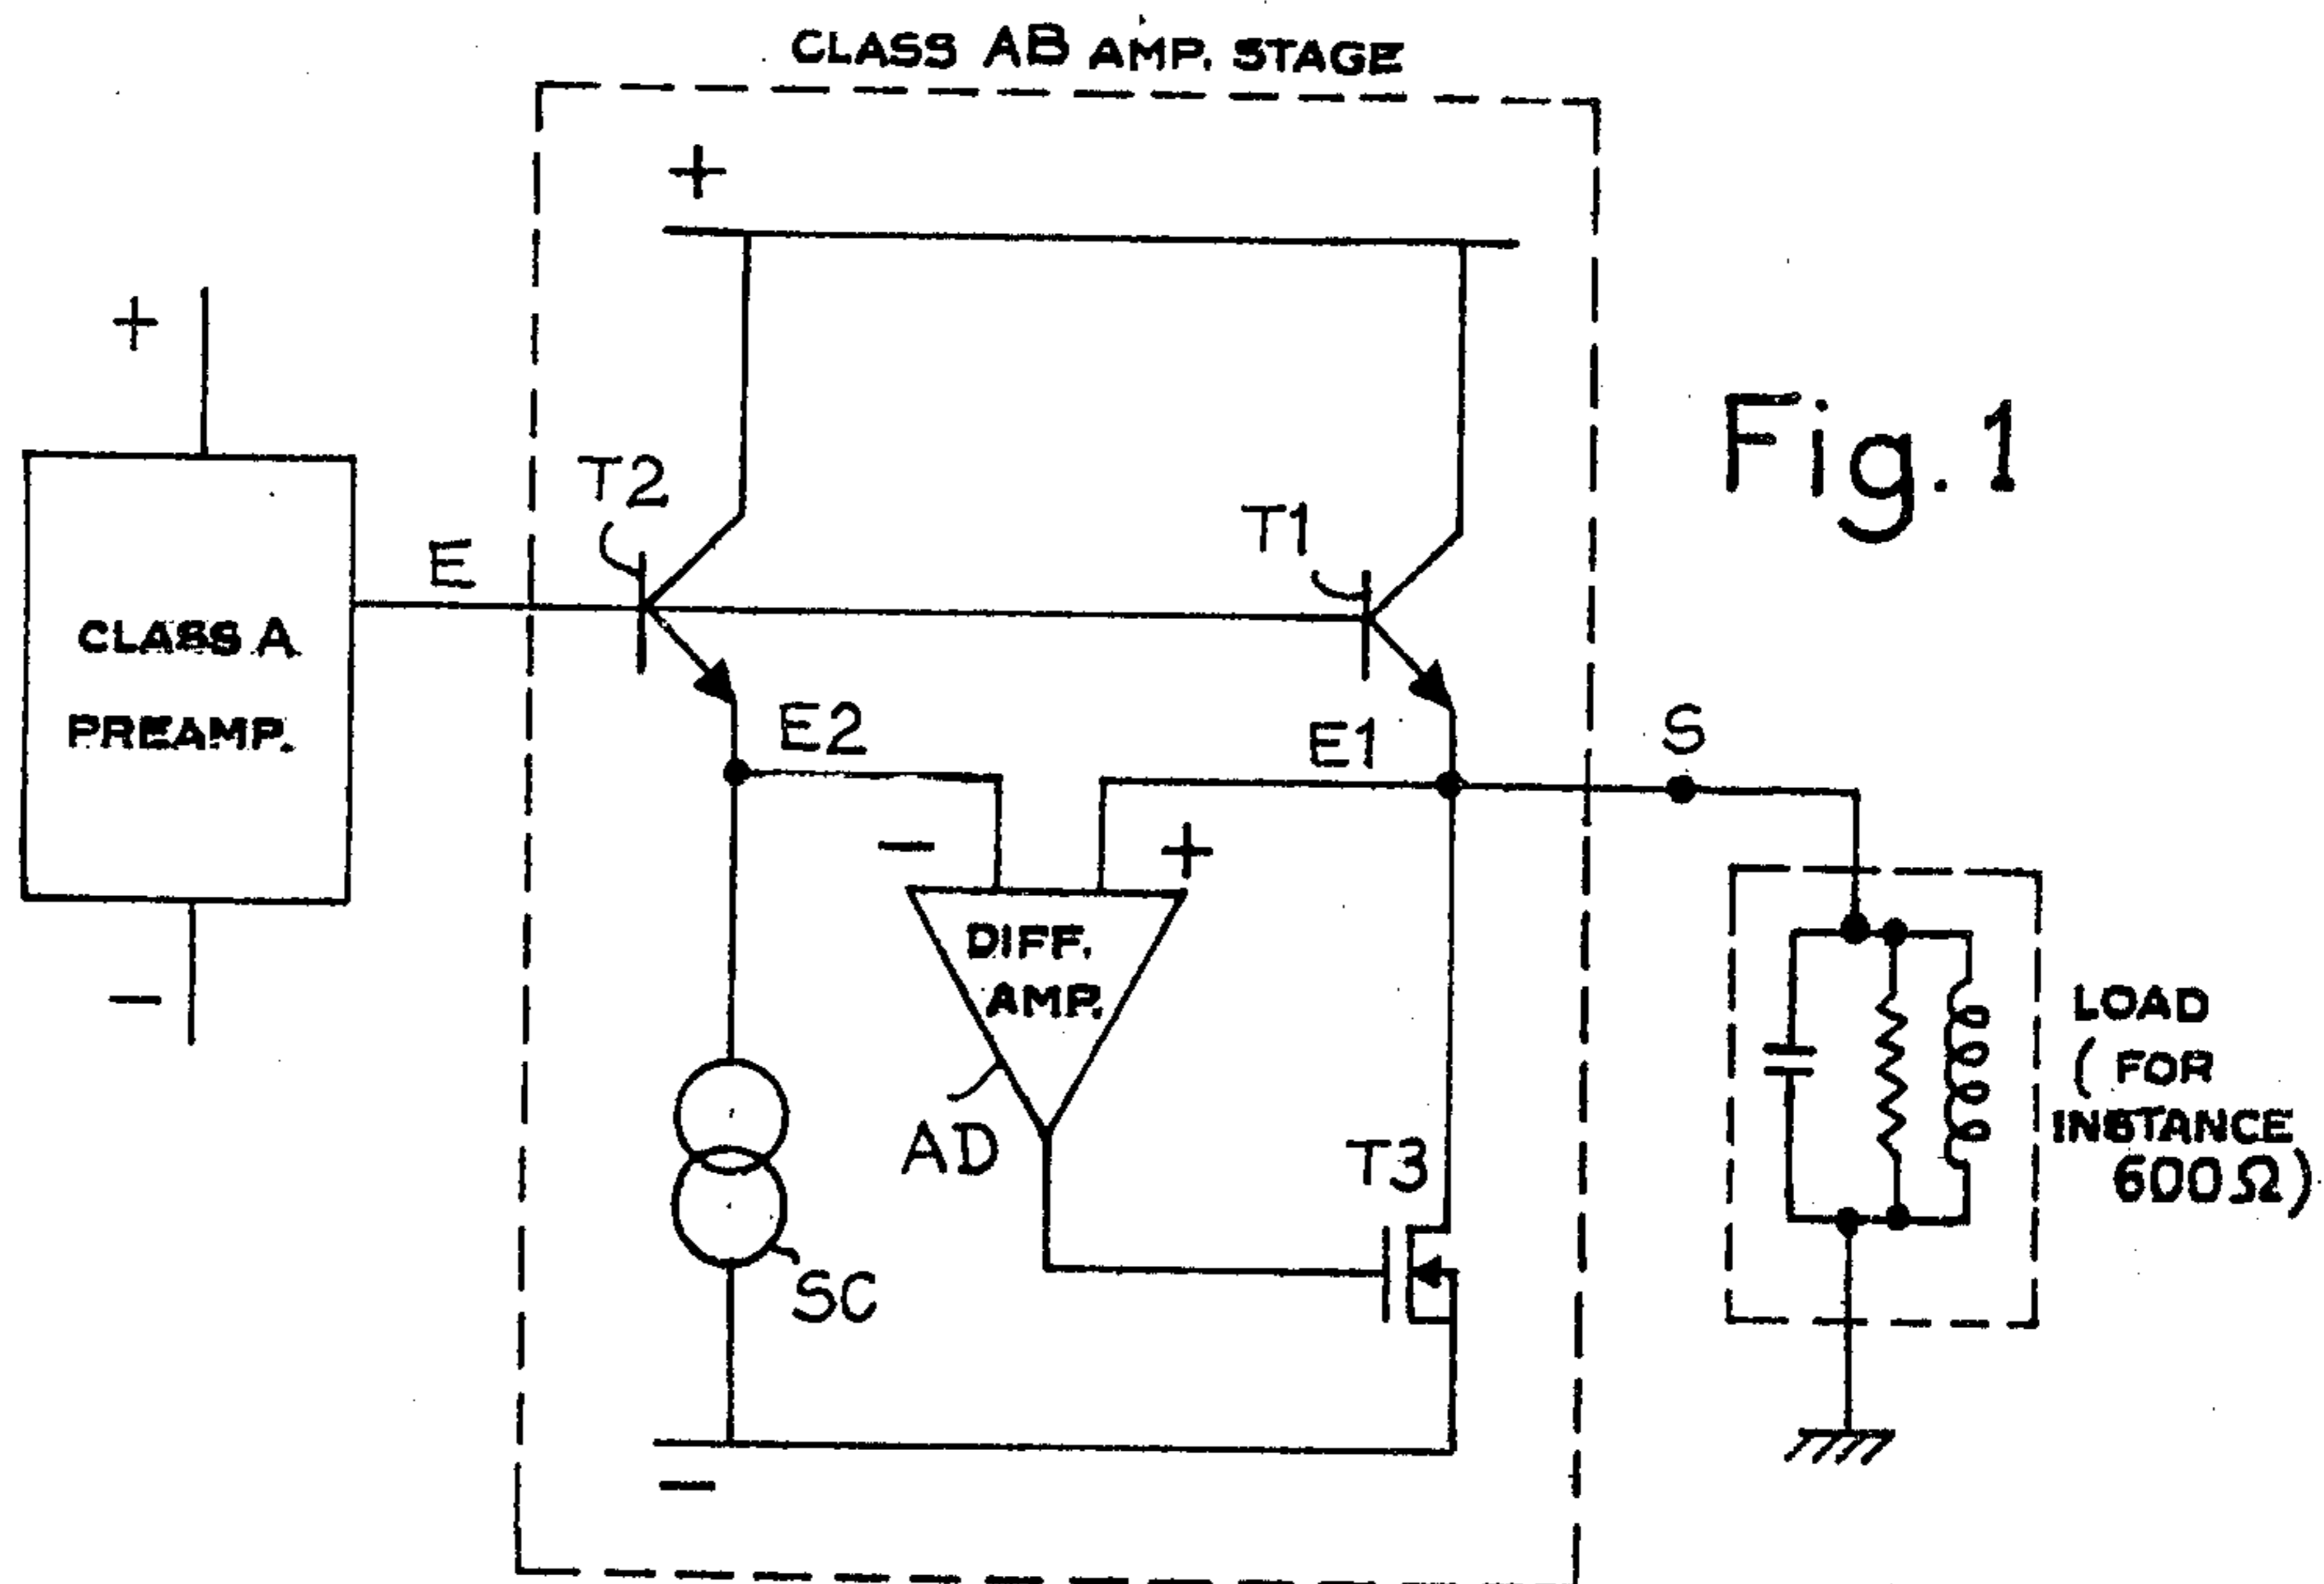 CLASS AB AMP. STAGE
+
+
Fig. 1
T2
T1
E
CLASS A
PREAMP.
E2
E1
S
−
+
DIFF.
AMP.
−
LOAD
( FOR
INSTANCE
600Ω)
AD
T3
SC
−